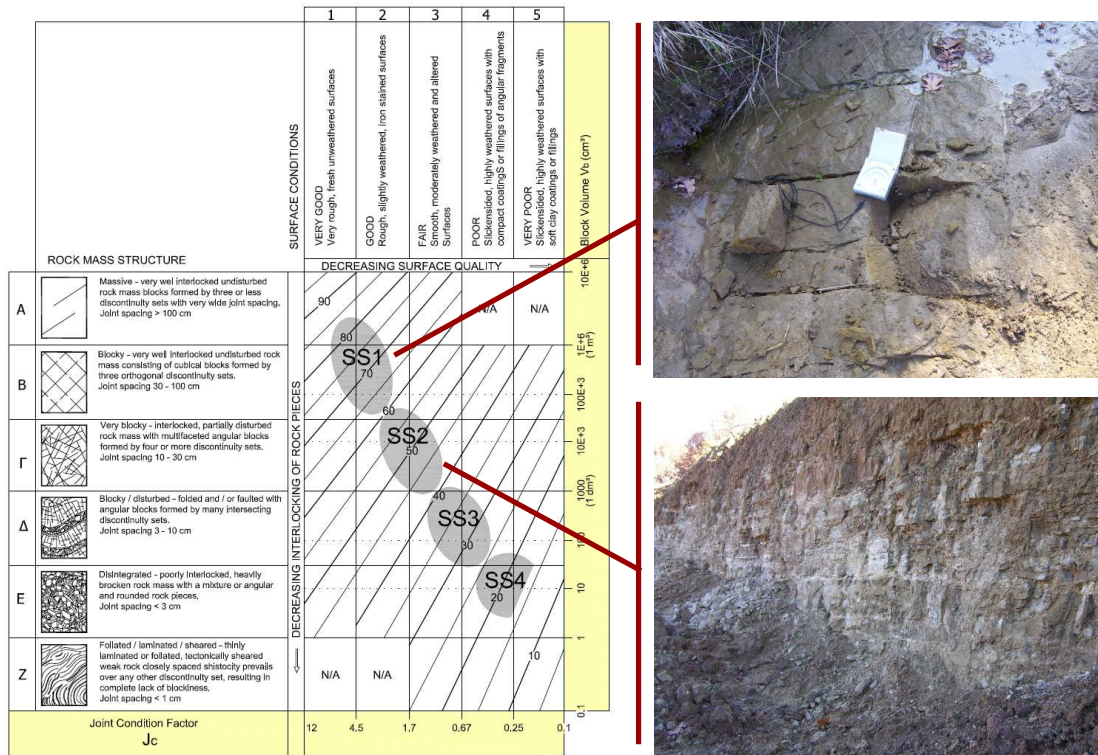 1 2 3 4 5
SURFACE CONDITIONS
VERY GOOD
Very rough, fresh unweathered surfaces
GOOD
Rough, slightly weathered, iron stained surfaces
FAIR
Smooth, moderately weathered and altered
Surfaces
POOR
Slickensided, highly weathered surfaces with
compact coatingS or fillings of angular fragments
VERY POOR
Slickensided, highly weathered surfaces with
soft clay coatings or fillings
Block Volume Vb (cm³)
ROCK MASS STRUCTURE
DECREASING SURFACE QUALITY
DECREASING INTERLOCKING OF ROCK PIECES
A
Massive - very wel interlocked undisturbed
rock mass blocks formed by three or less
discontinuity sets with very wide joint spacing.
Joint spacing > 100 cm
B
Blocky - very well interlocked undisturbed rock
mass consisting of cubical blocks formed by
three orthogonal discontinuity sets.
Joint spacing 30 - 100 cm
Γ
Very blocky - interlocked, partially disturbed
rock mass with multifaceted angular blocks
formed by four or more discontinuity sets.
Joint spacing 10 - 30 cm
Δ
Blocky / disturbed - folded and / or faulted with
angular blocks formed by many intersecting
discontinuity sets.
Joint spacing 3 - 10 cm
E
Disintegrated - poorly interlocked, heavily
brocken rock mass with a mixture or angular
and rounded rock pieces.
Joint spacing < 3 cm
Z
Foliated / laminated / sheared - thinly
laminated or foliated, tectonically sheared
weak rock closely spaced shistocity prevails
over any other discontinuity set, resulting in
complete lack of blockiness.
Joint spacing < 1 cm
90
N/A N/A
80
SS1
70
60
SS2
50
40
SS3
30
SS4
20
10
N/A N/A
10E+6
1E+6
(1 m³)
100E+3
10E+3
1000
(1 dm³)
100
10
1
0.1
Joint Condition Factor
Jc
12 4.5 1.7 0.67 0.25 0.1